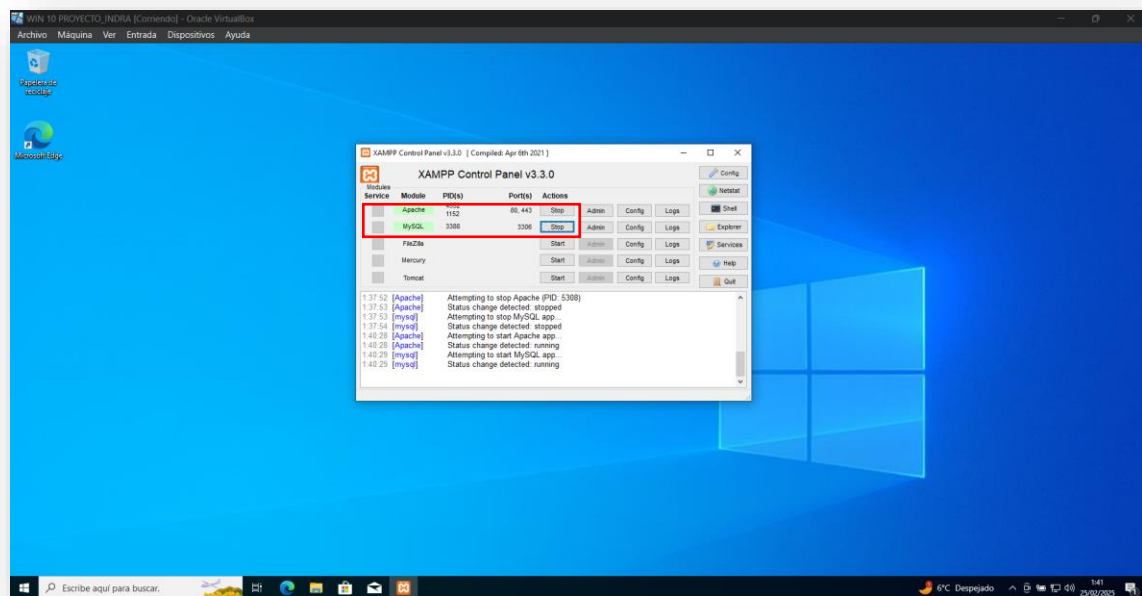 WIN 10 PROYECTO_INDRA [Corriendo] - Oracle VirtualBox
Archivo Máquina Ver Entrada Dispositivos Ayuda
Papelera de
reciclaje
Microsoft Edge
XAMPP Control Panel v3.3.0 [ Compiled: Apr 6th 2021 ]
XAMPP Control Panel v3.3.0
Config
Modules
Service Module PID(s) Port(s) Actions
Netstat
Apache 1152 80, 443 Stop Admin Config Logs
Shell
MySQL 3388 3306 Stop Admin Config Logs
Explorer
FileZilla Start Admin Config Logs
Services
Mercury Start Admin Config Logs
Help
Tomcat Start Admin Config Logs
Quit
1:37:52 [Apache] Attempting to stop Apache (PID: 5308)
1:37:53 [Apache] Status change detected: stopped
1:37:53 [mysql] Attempting to stop MySQL app...
1:37:54 [mysql] Status change detected: stopped
1:40:28 [Apache] Attempting to start Apache app...
1:40:28 [Apache] Status change detected: running
1:40:29 [mysql] Attempting to start MySQL app...
1:40:29 [mysql] Status change detected: running
Escribe aquí para buscar.
6°C Despejado
1:41
25/02/2025